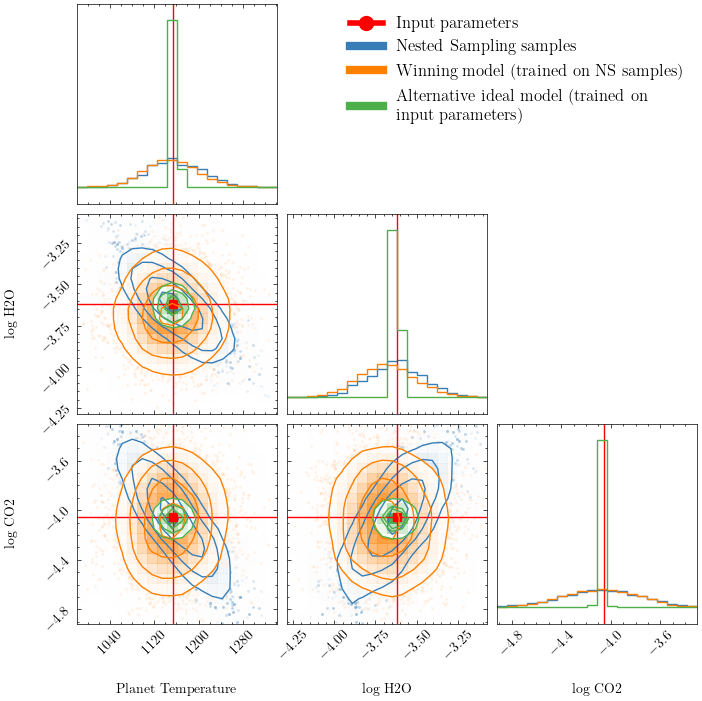 Input parameters
Nested Sampling samples
Winning model (trained on NS samples)
Alternative ideal model (trained on
input parameters)
log H2O
−3.25
−3.50
−3.75
−4.00
−4.25
log CO2
−3.6
−4.0
−4.4
−4.8
1040
1120
1200
1280
−4.25
−4.00
−3.75
−3.50
−3.25
−4.8
−4.4
−4.0
−3.6
Planet Temperature
log H2O
log CO2